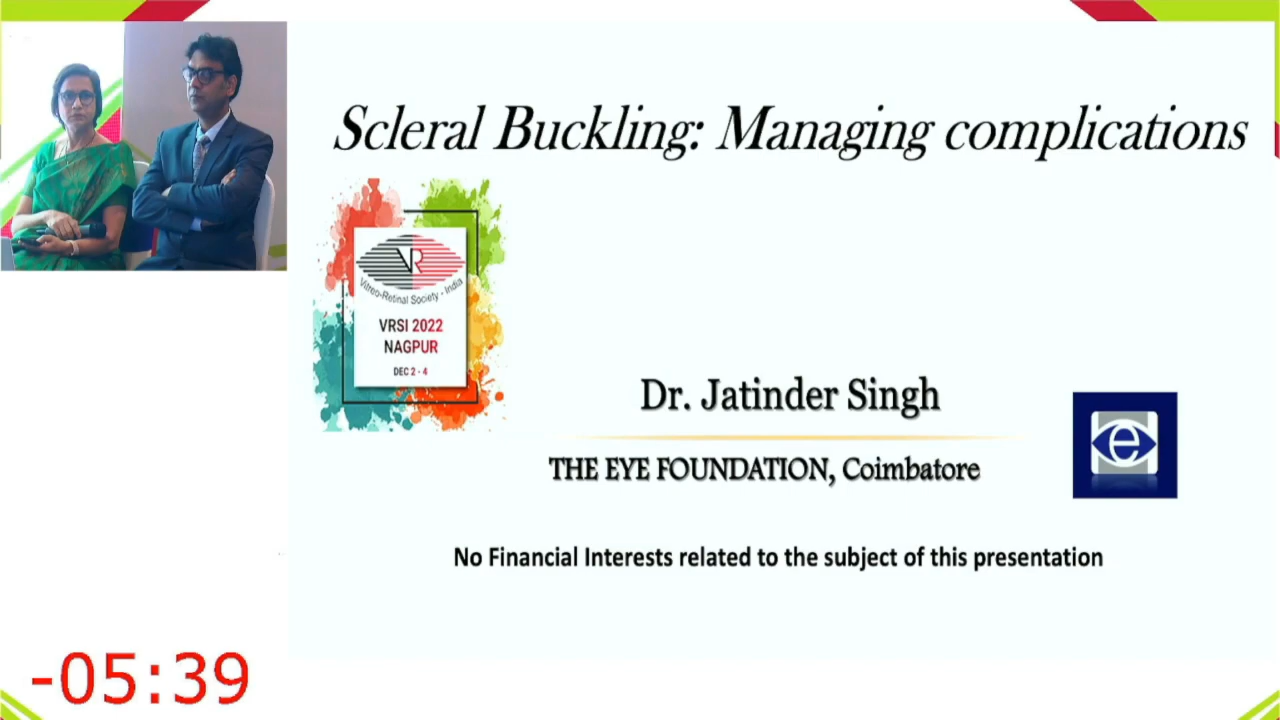 Scleral Buckling: Managing complications
VR
Vitreo-Retinal Society - India
VRSI 2022
NAGPUR
DEC 2 - 4
Dr. Jatinder Singh
THE EYE FOUNDATION, Coimbatore
e
No Financial Interests related to the subject of this presentation
-05:39